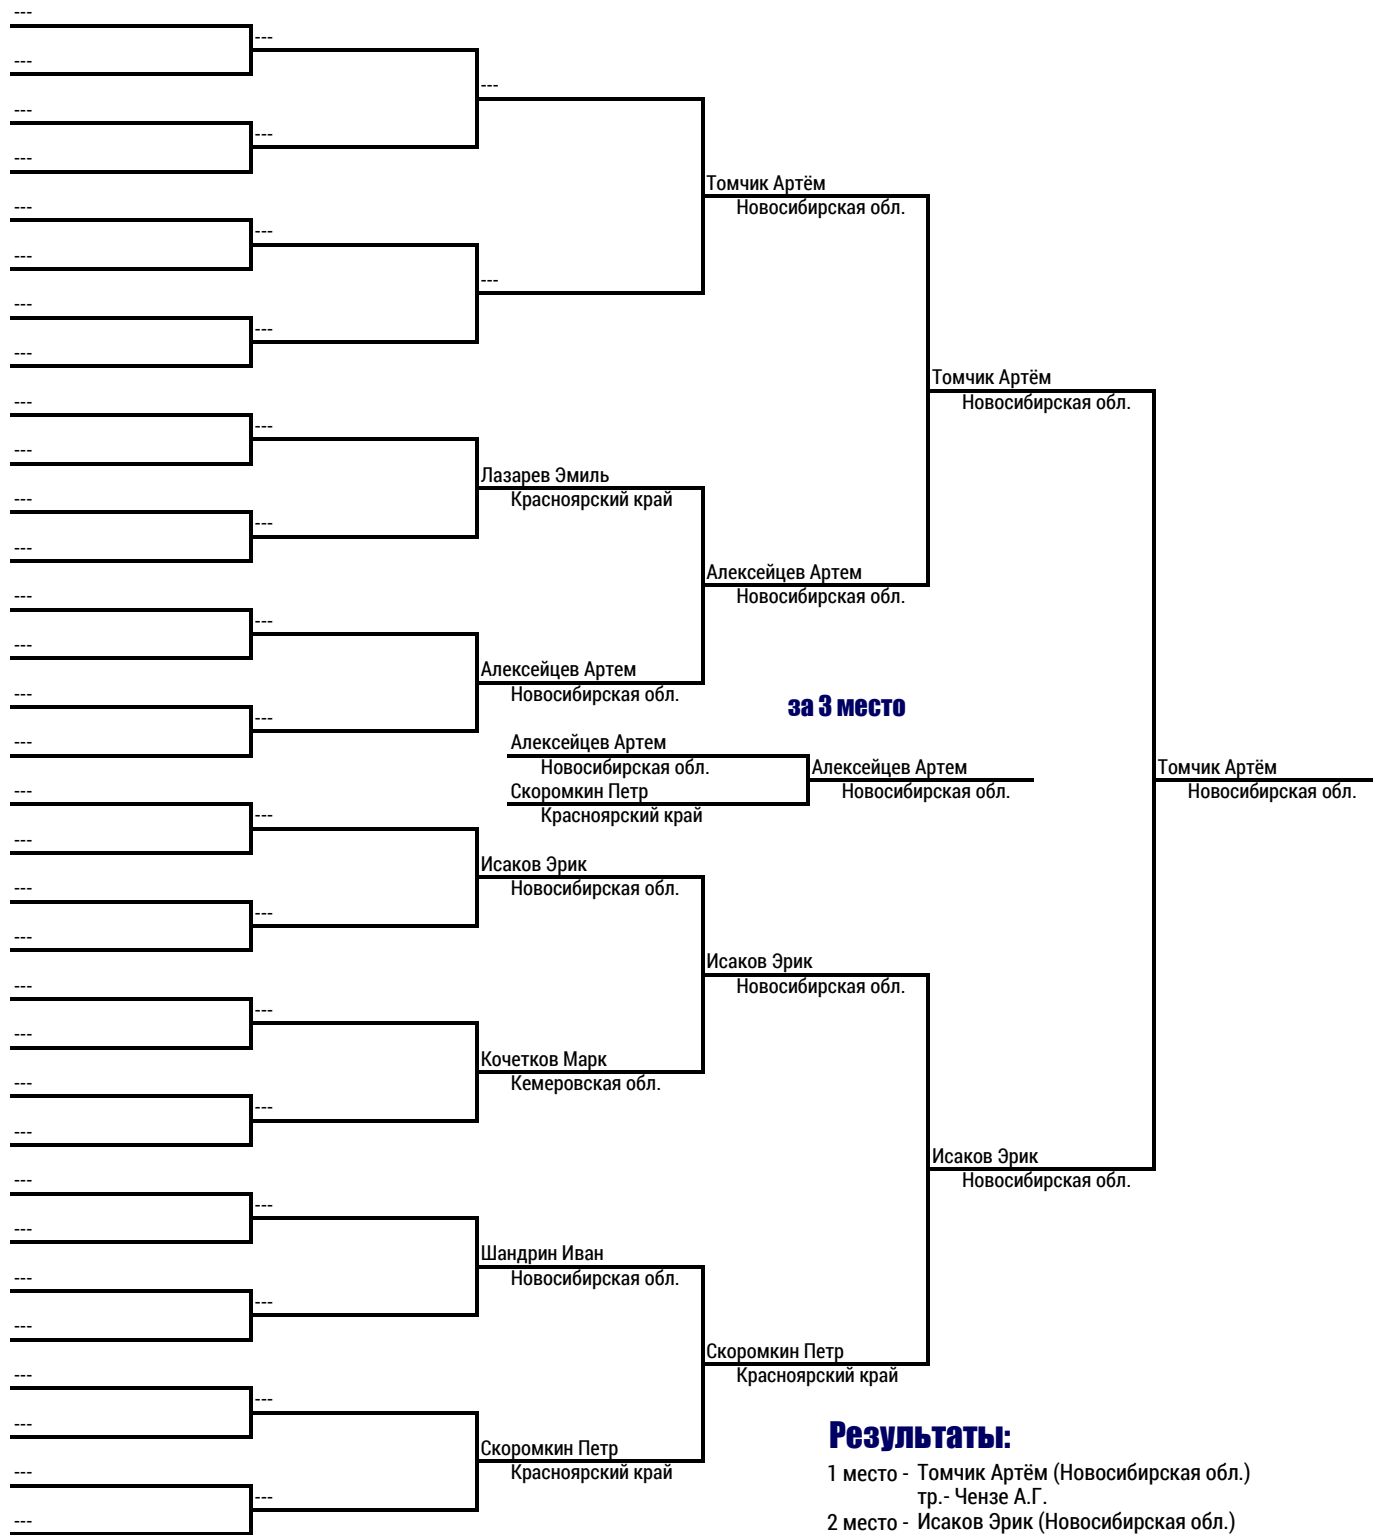 ---
---
---
---
---
---
---
---
---
---
---
---
---
---
Томчик Артём
Новосибирская обл.
Томчик Артём
Новосибирская обл.
---
---
---
---
---
---
Лазарев Эмиль
Красноярский край
---
---
---
---
---
---
Алексейцев Артем
Новосибирская обл.
Алексейцев Артем
Новосибирская обл.
за 3 место
Алексейцев Артем
Новосибирская обл.
Скоромкин Петр
Красноярский край
Алексейцев Артем
Новосибирская обл.
Томчик Артём
Новосибирская обл.
---
---
---
---
---
---
Исаков Эрик
Новосибирская обл.
---
---
---
---
---
---
Кочетков Марк
Кемеровская обл.
Исаков Эрик
Новосибирская обл.
Исаков Эрик
Новосибирская обл.
---
---
---
---
---
---
Шандрин Иван
Новосибирская обл.
---
---
---
---
---
---
Скоромкин Петр
Красноярский край
Скоромкин Петр
Красноярский край
Результаты:
1 место - Томчик Артём (Новосибирская обл.)
тр.- Чензе А.Г.
2 место - Исаков Эрик (Новосибирская обл.)